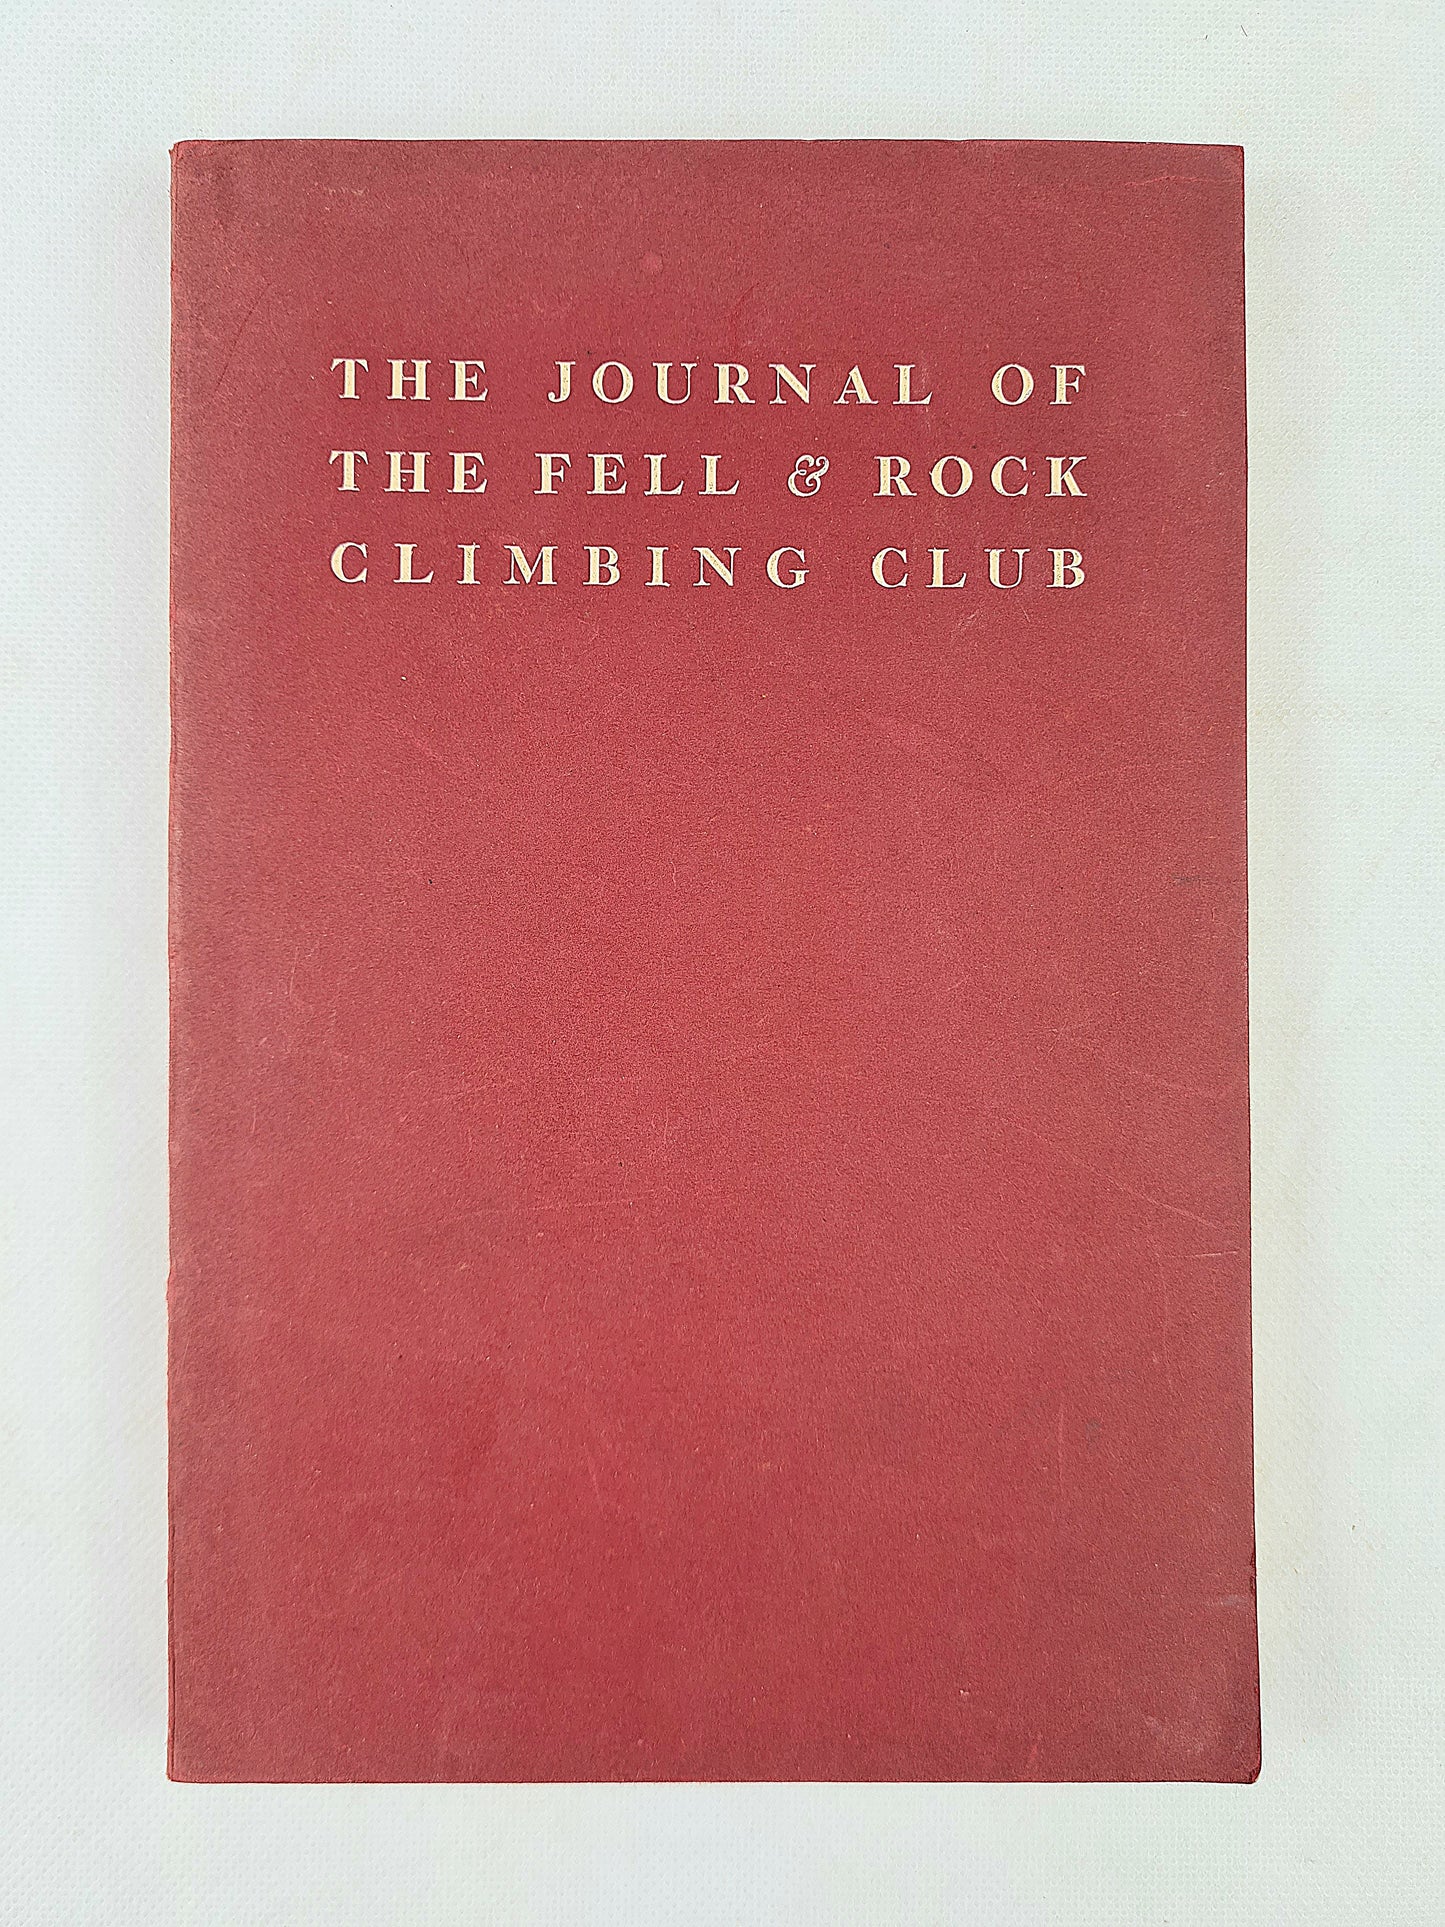 THE JOURNAL OF
THE FELL & ROCK
CLIMBING CLUB